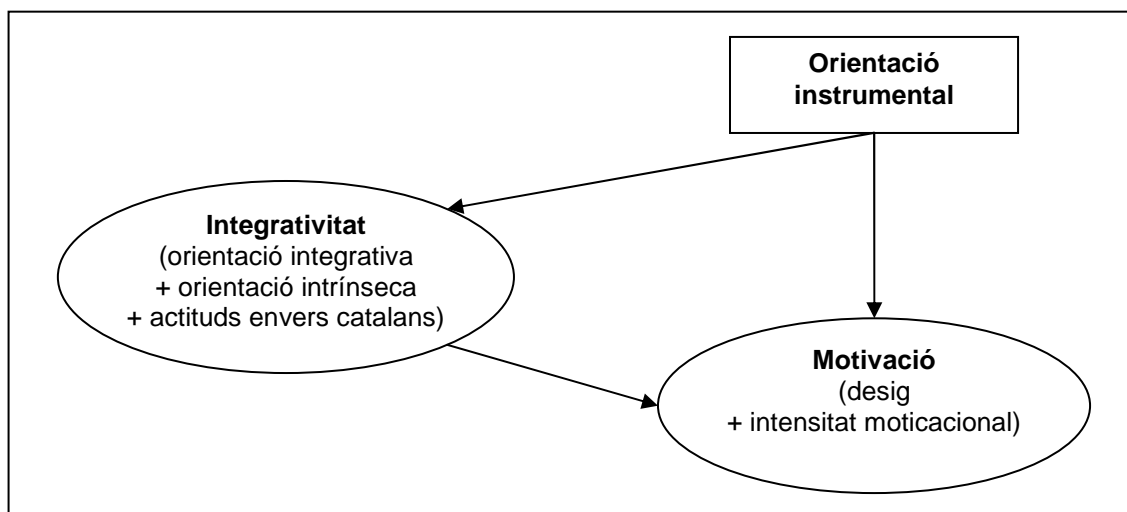 Orientació
instrumental
Integrativitat
(orientació integrativa
+ orientació intrínseca
+ actituds envers catalans)
Motivació
(desig
+ intensitat moticacional)